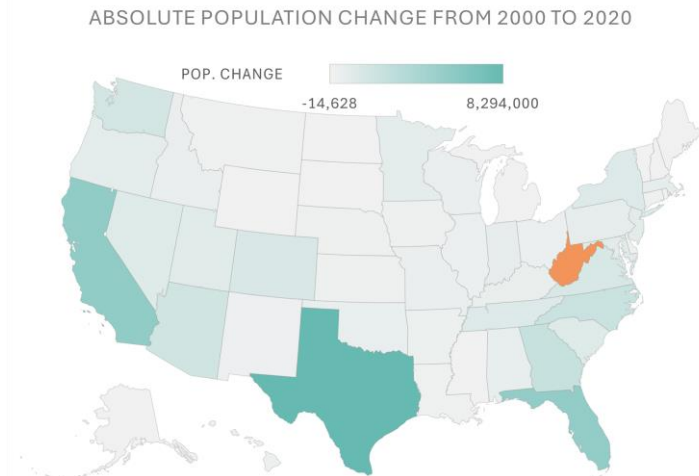 ABSOLUTE POPULATION CHANGE FROM 2000 TO 2020
POP. CHANGE
-14,628 8,294,000